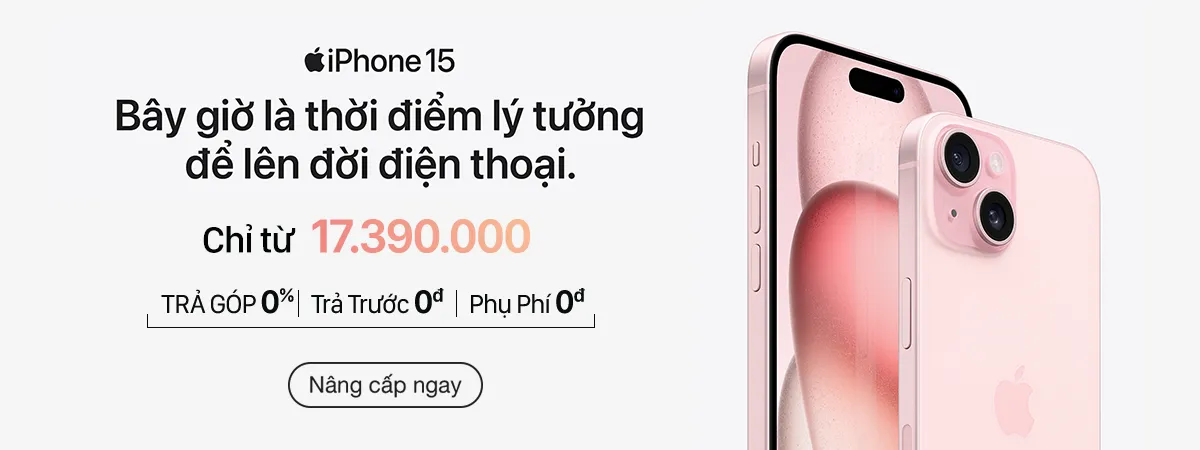 iPhone 15
Bây giờ là thời điểm lý tưởng
để lên đời điện thoại.
Chỉ từ 17.390.000
TRẢ GÓP 0% | Trả Trước 0đ | Phụ Phí 0đ
Nâng cấp ngay